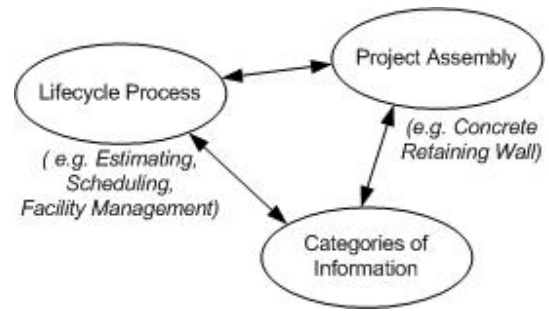 Project Assembly
Lifecycle Process
(e.g. Concrete
Retaining Wall)
( e.g. Estimating,
Scheduling,
Facility Management)
Categories of
Information